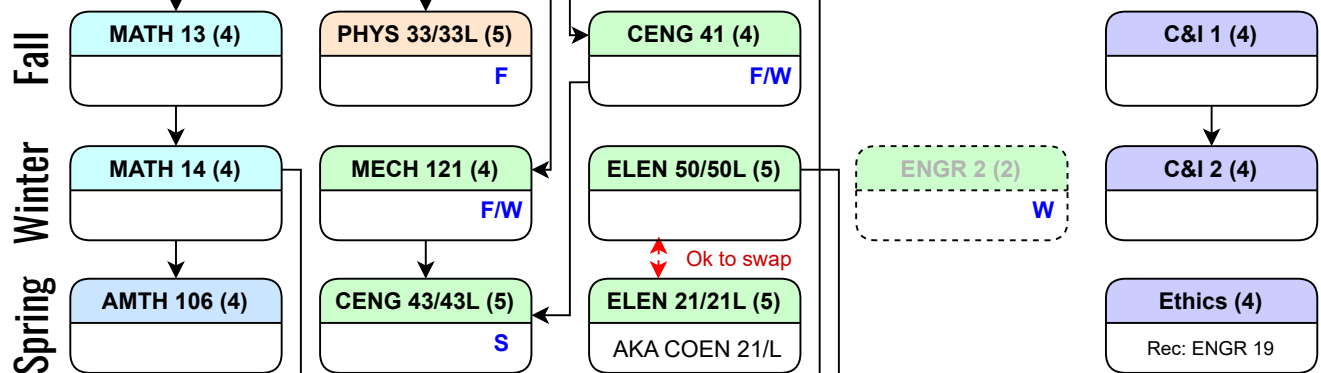 Fall
MATH 13 (4)
PHYS 33/33L (5)
F
CENG 41 (4)
F/W
C&I 1 (4)
Winter
MATH 14 (4)
MECH 121 (4)
F/W
ELEN 50/50L (5)
ENGR 2 (2)
W
C&I 2 (4)
Ok to swap
Spring
AMTH 106 (4)
CENG 43/43L (5)
S
ELEN 21/21L (5)
AKA COEN 21/L
Ethics (4)
Rec: ENGR 19